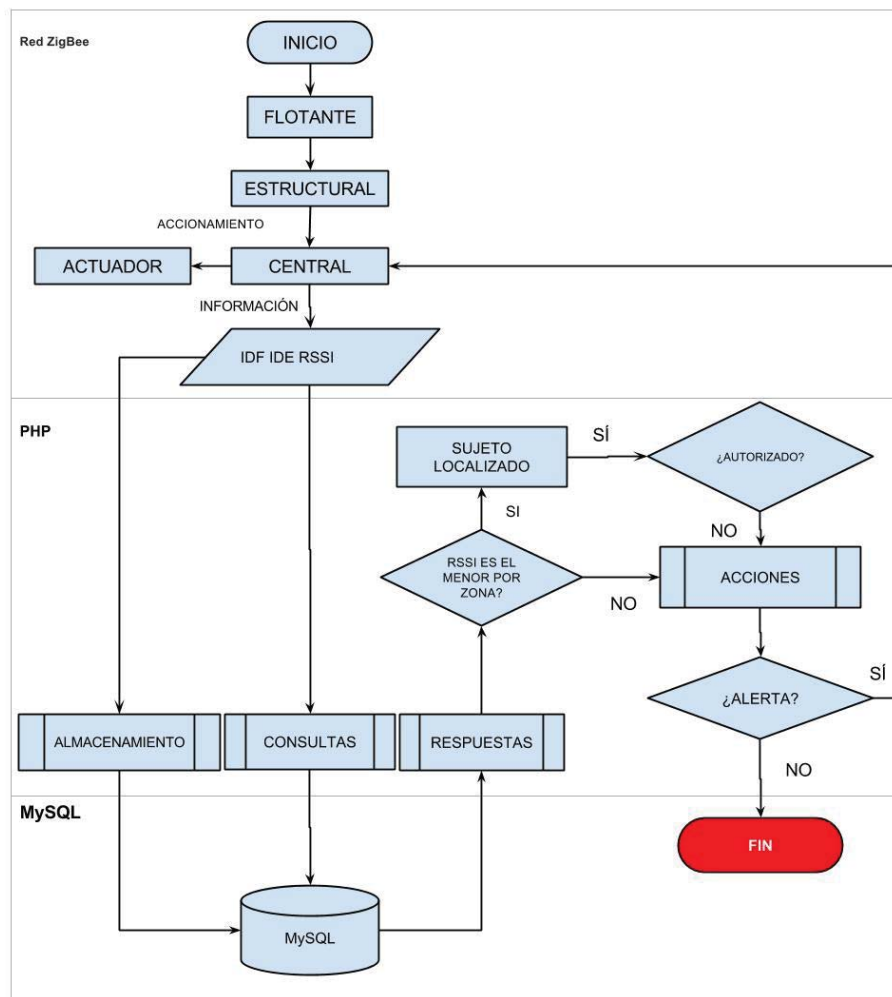 Red ZigBee
INICIO
FLOTANTE
ESTRUCTURAL
ACCIONAMIENTO
ACTUADOR
CENTRAL
INFORMACIÓN
IDF IDE RSSI
PHP
SUJETO
LOCALIZADO
SÍ
¿AUTORIZADO?
SI
NO
RSSI ES EL
MENOR POR
ZONA?
NO
ACCIONES
¿ALERTA?
SÍ
ALMACENAMIENTO
CONSULTAS
RESPUESTAS
NO
MySQL
FIN
MySQL